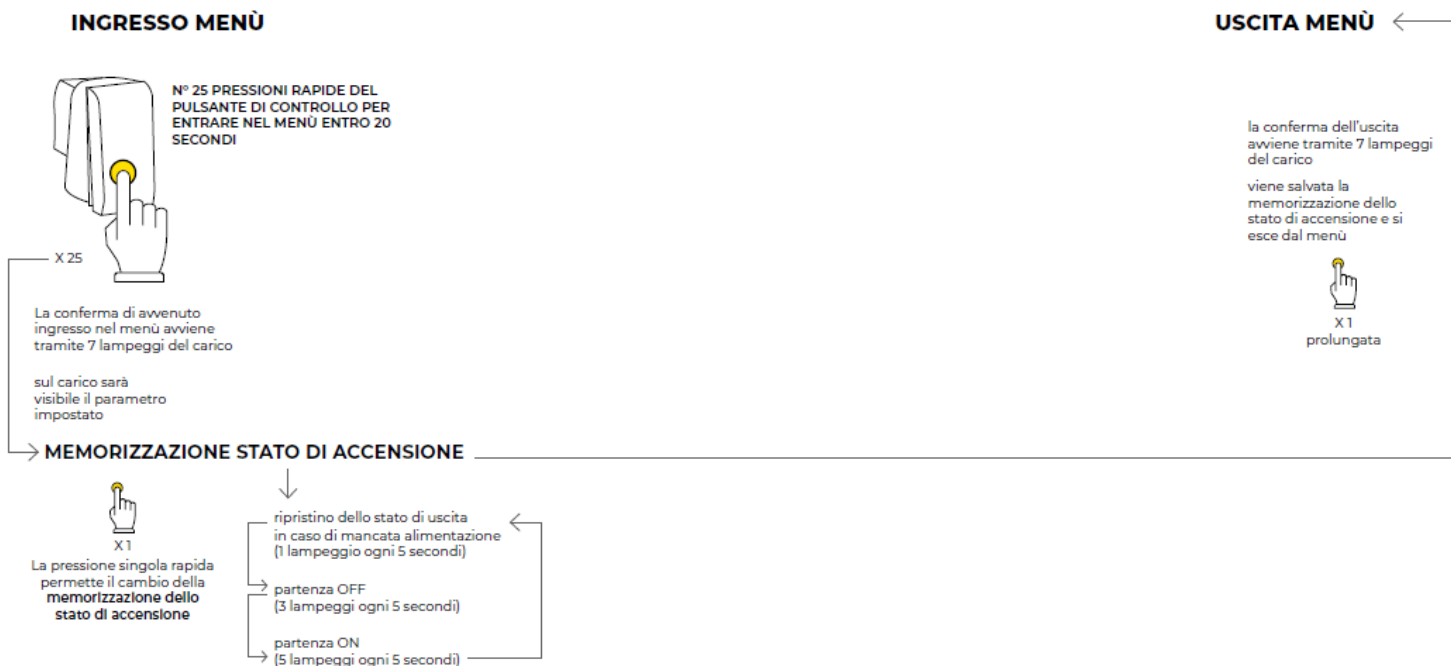 INGRESSO MENÙ
N° 25 PRESSIONI RAPIDE DEL
PULSANTE DI CONTROLLO PER
ENTRARE NEL MENÙ ENTRO 20
SECONDI
X 25
La conferma di avvenuto
ingresso nel menù avviene
tramite 7 lampeggi del carico
sul carico sarà
visibile il parametro
impostato
USCITA MENÙ
la conferma dell'uscita
avviene tramite 7 lampeggi
del carico
viene salvata la
memorizzazione dello
stato di accensione e si
esce dal menù
X 1
prolungata
MEMORIZZAZIONE STATO DI ACCENSIONE
X 1
La pressione singola rapida
permette il cambio della
memorizzazione dello
stato di accensione
ripristino dello stato di uscita
in caso di mancata alimentazione
(1 lampeggio ogni 5 secondi)
partenza OFF
(3 lampeggi ogni 5 secondi)
partenza ON
(5 lampeggi ogni 5 secondi)